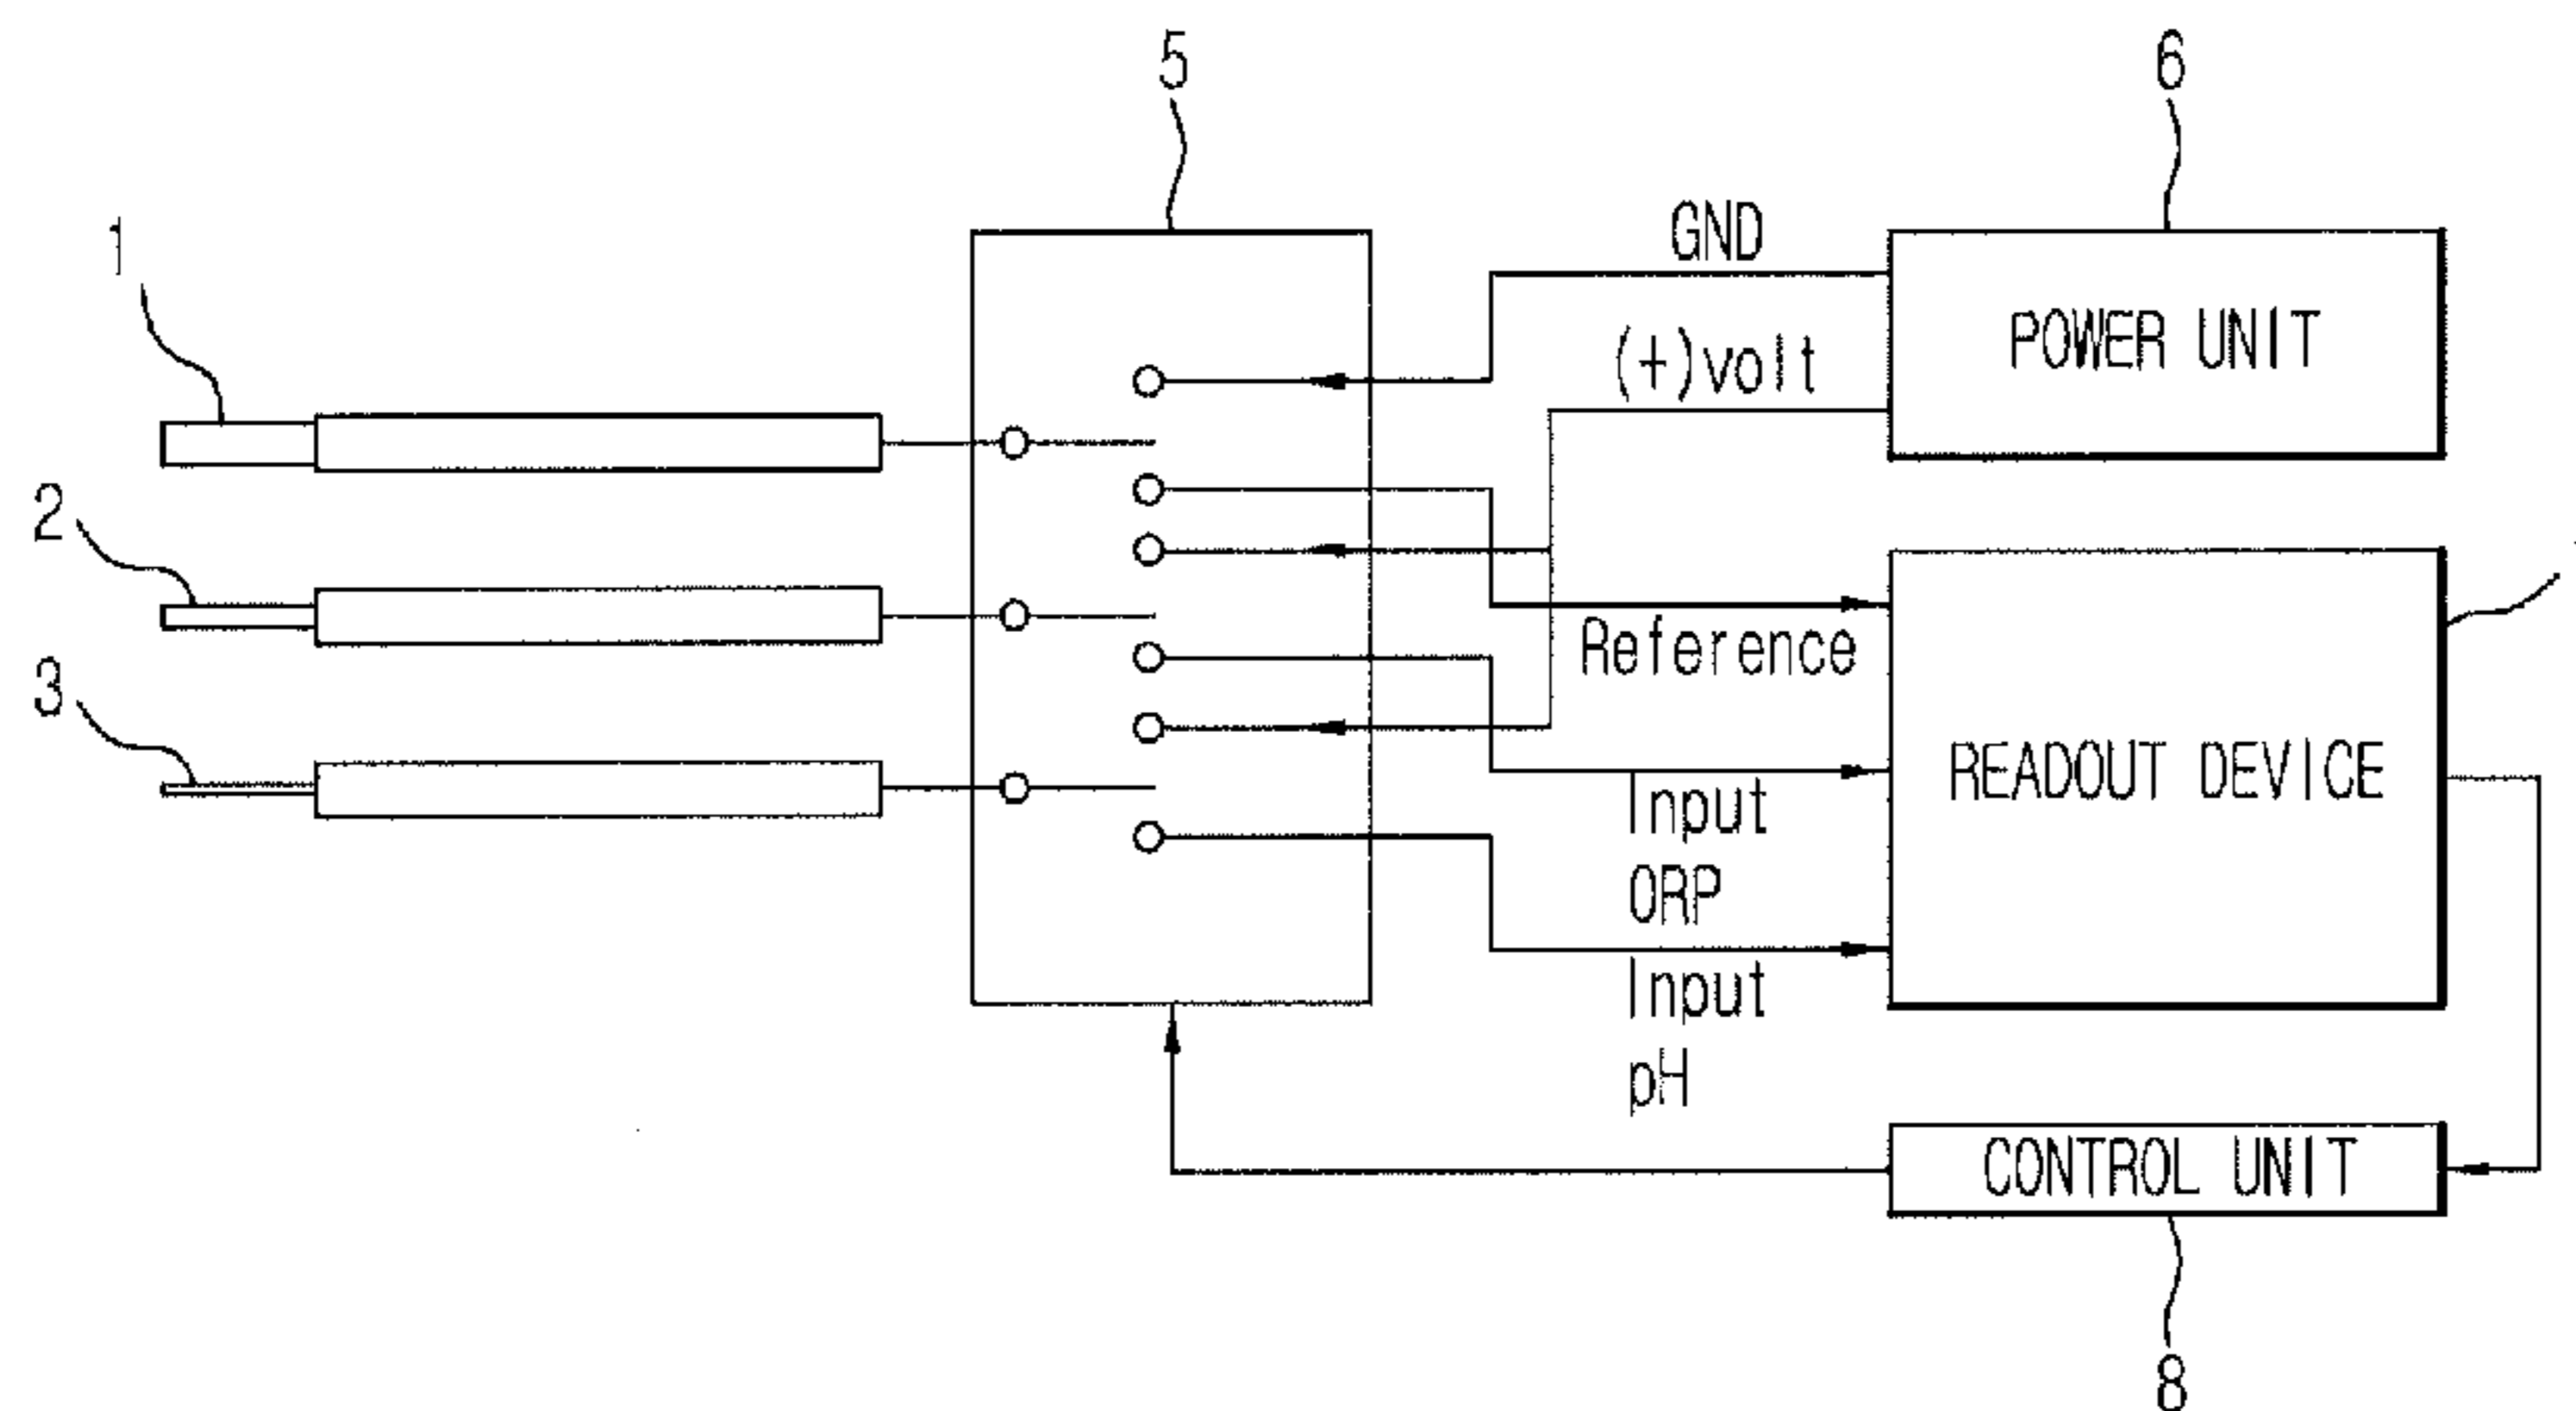 5
6
1
GND
(+)volt
POWER UNIT
2
Reference
3
READOUT DEVICE
Input
ORP
Input
pH
CONTROL UNIT
8